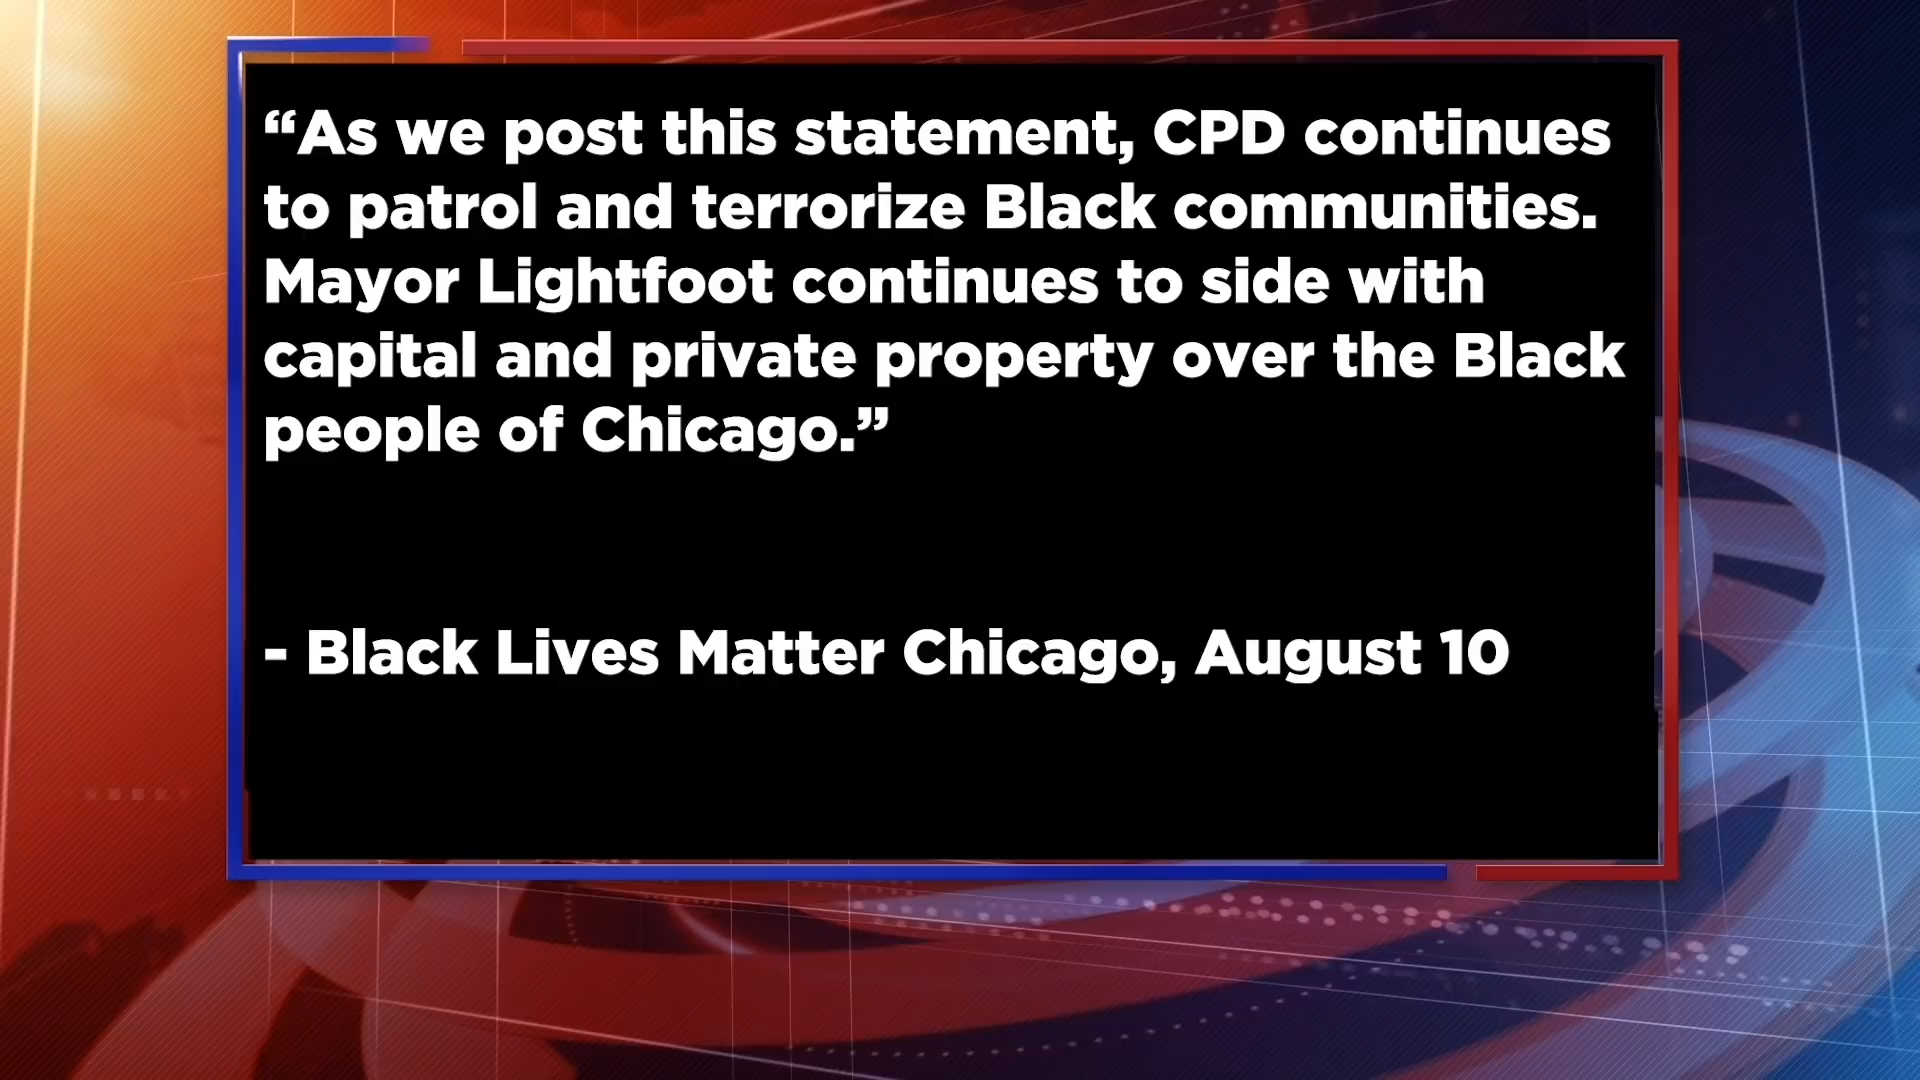 “As we post this statement, CPD continues
to patrol and terrorize Black communities.
Mayor Lightfoot continues to side with
capital and private property over the Black
people of Chicago.”
- Black Lives Matter Chicago, August 10